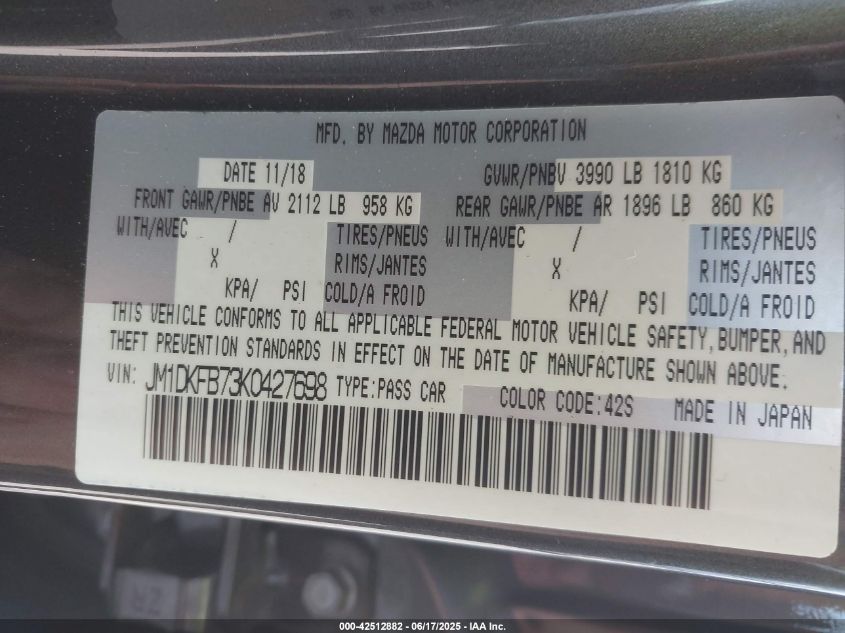 MFD. BY MAZDA MOTOR CORPORATION
DATE 11/18 GVWR/PNBV 3990 LB 1810 KG
FRONT GAWR/PNBE AV 2112 LB 958 KG REAR GAWR/PNBE AR 1896 LB 860 KG
WITH/AVEC / TIRES/PNEUS WITH/AVEC / TIRES/PNEUS
X RIMS/JANTES X RIMS/JANTES
KPA/ PSI COLD/A FROID KPA/ PSI COLD/A FROID
THIS VEHICLE CONFORMS TO ALL APPLICABLE FEDERAL MOTOR VEHICLE SAFETY, BUMPER, AND
THEFT PREVENTION STANDARDS IN EFFECT ON THE DATE OF MANUFACTURE SHOWN ABOVE.
VIN: JM1DKFB73K0427698 TYPE:PASS CAR COLOR CODE:42S MADE IN JAPAN
000-42512882 - 06/17/2025 - IAA Inc.